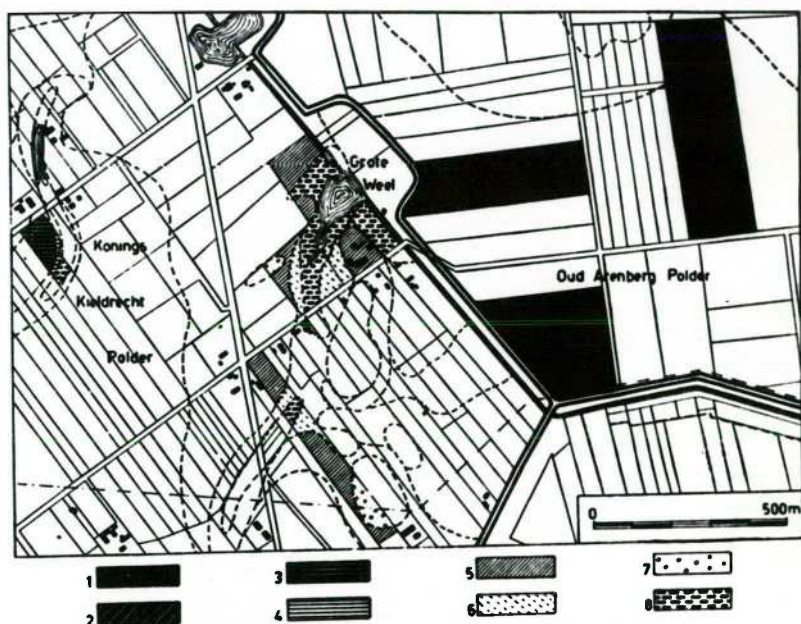 Grote
Weel
Konings
Kieldrecht
Polder
Oud Arenberg Polder
0 500m
1 3 5 7
2 4 6 8